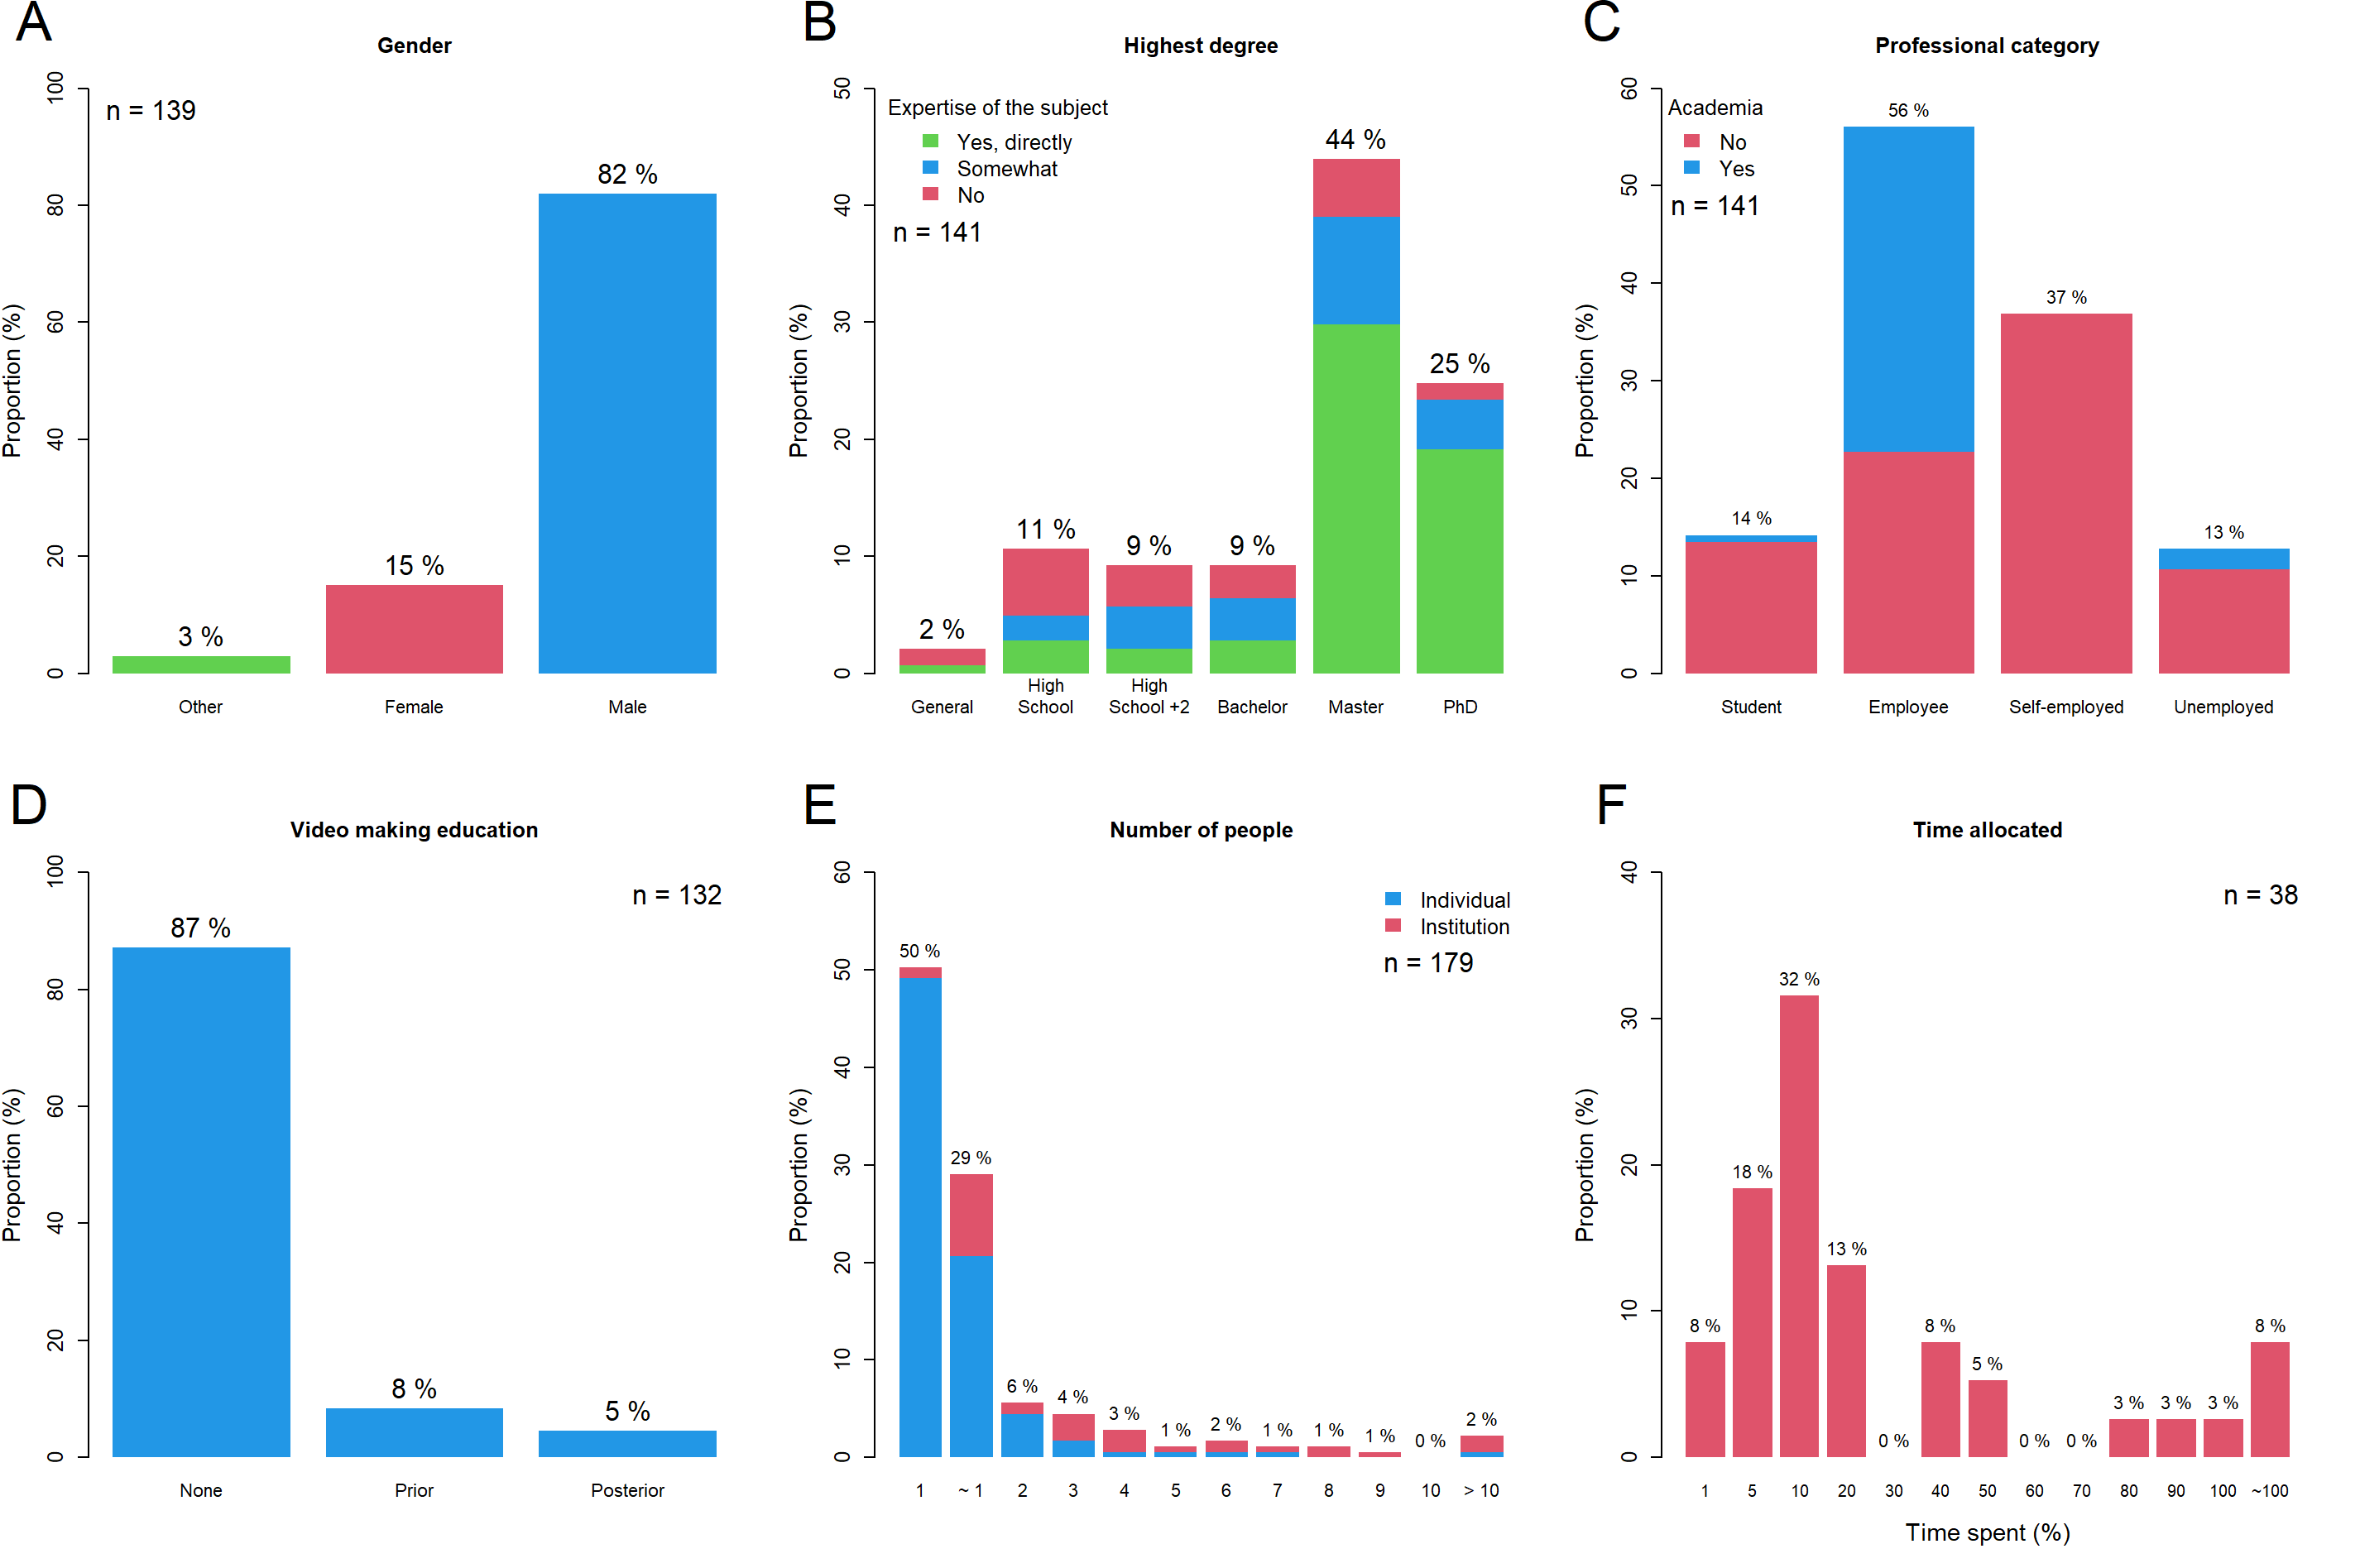 A
Gender
n = 139
Proportion (%)
0
20
40
60
80
100
3 %
15 %
82 %
Other
Female
Male
B
Highest degree
Expertise of the subject
Yes, directly
Somewhat
No
n = 141
Proportion (%)
0
10
20
30
40
50
2 %
11 %
9 %
9 %
44 %
25 %
General
High
School
High
School +2
Bachelor
Master
PhD
C
Professional category
Academia
No
Yes
n = 141
Proportion (%)
0
10
20
30
40
50
60
14 %
56 %
37 %
13 %
Student
Employee
Self-employed
Unemployed
D
Video making education
n = 132
Proportion (%)
0
20
40
60
80
100
87 %
8 %
5 %
None
Prior
Posterior
E
Number of people
Individual
Institution
n = 179
Proportion (%)
0
10
20
30
40
50
60
50 %
29 %
6 %
4 %
3 %
1 %
2 %
1 %
1 %
1 %
0 %
2 %
1
~ 1
2
3
4
5
6
7
8
9
10
> 10
F
Time allocated
n = 38
Proportion (%)
0
10
20
30
40
8 %
18 %
32 %
13 %
0 %
8 %
5 %
0 %
0 %
3 %
3 %
3 %
8 %
1
5
10
20
30
40
50
60
70
80
90
100
~100
Time spent (%)